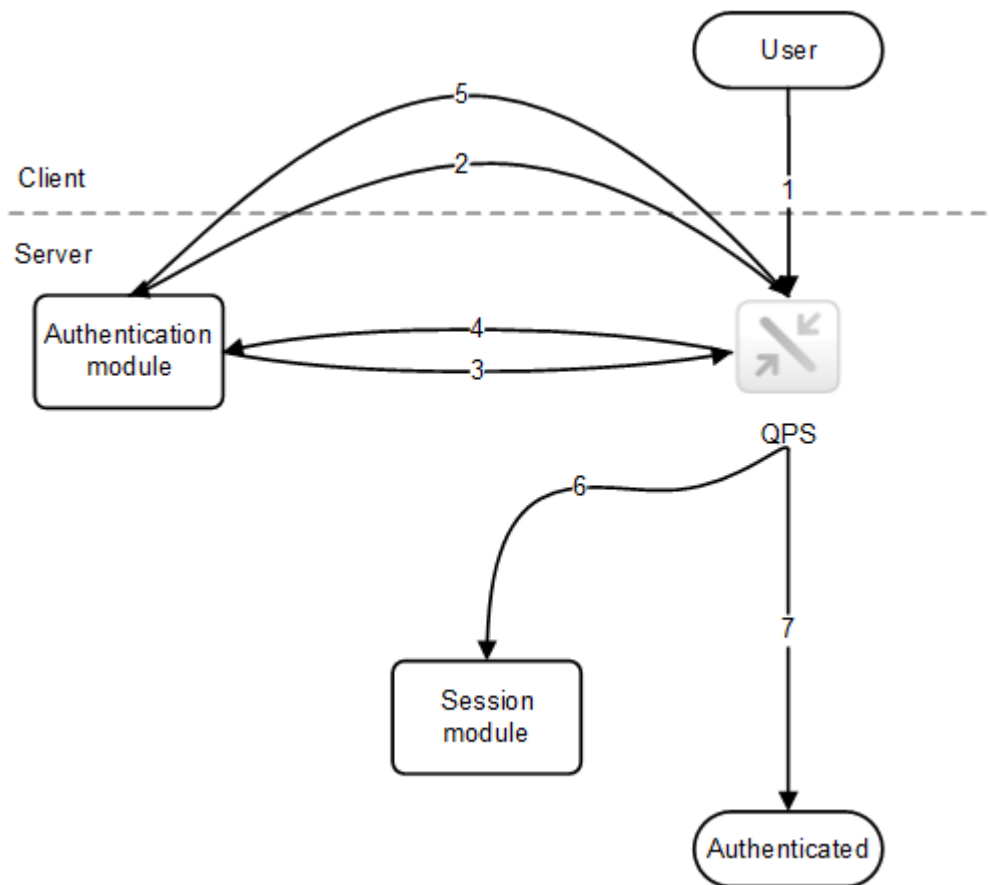 User
5
2
Client
1
Server
Authentication
module
4
3
QPS
6
7
Session
module
Authenticated